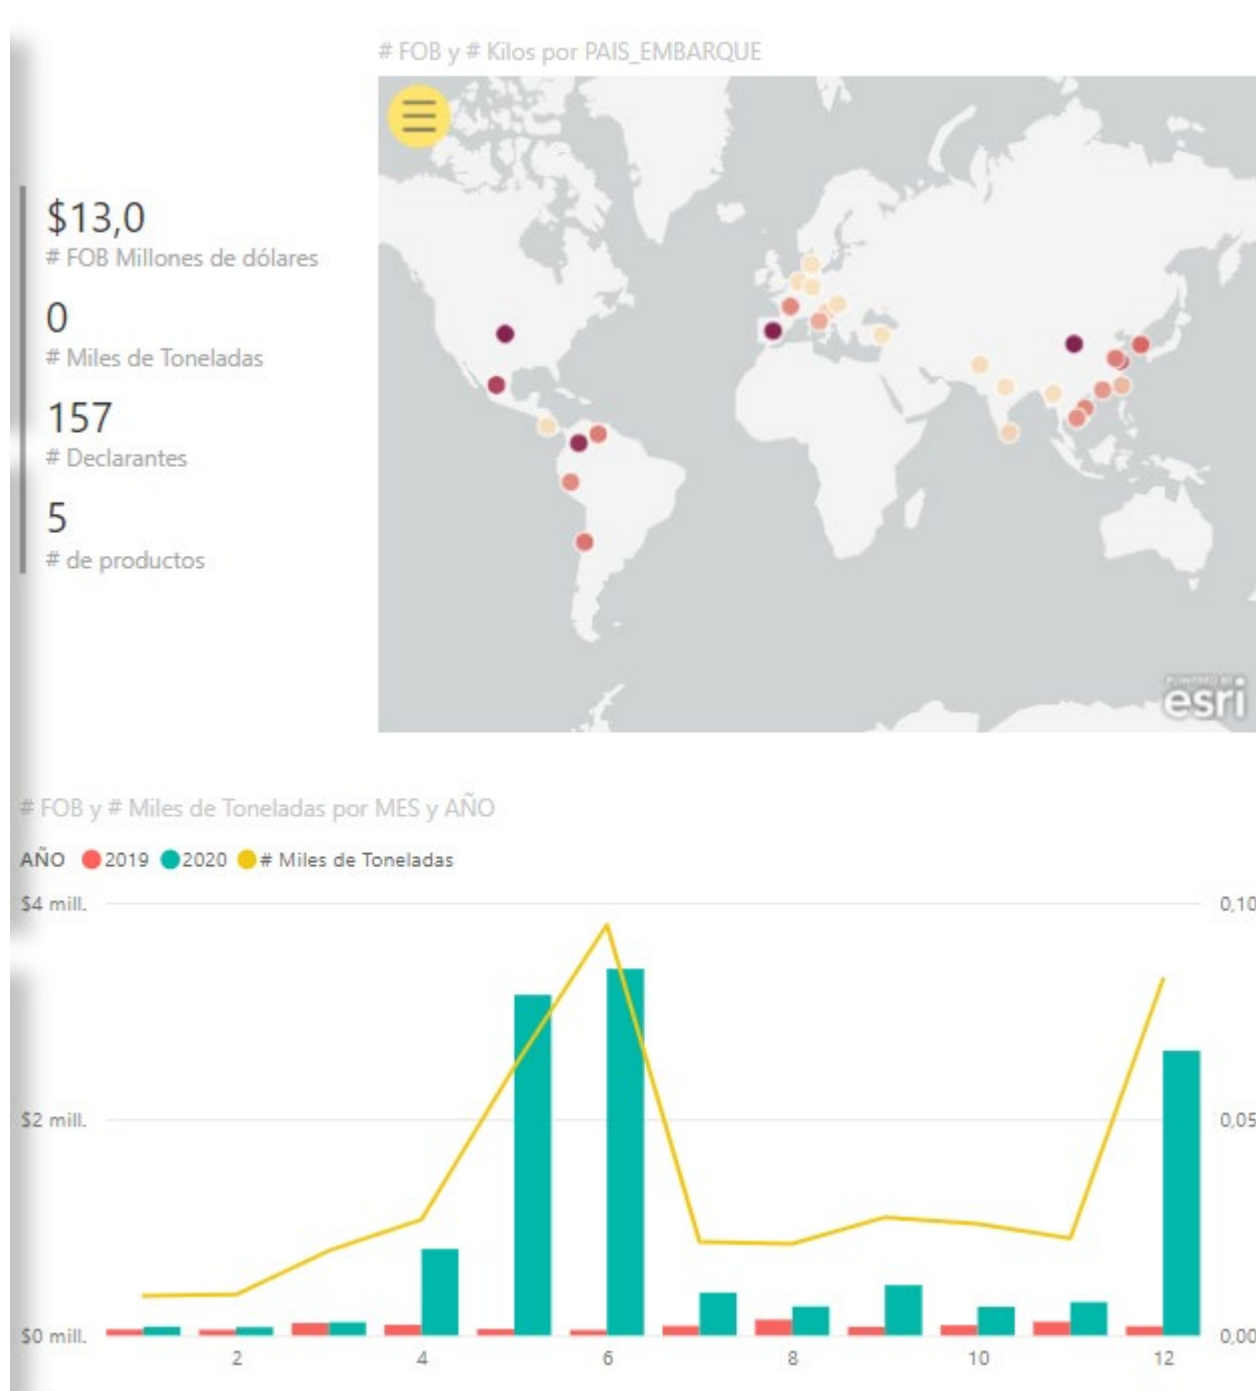 # FOB y # Kilos por PAIS_EMBARQUE
$13,0
# FOB Millones de dólares
0
# Miles de Toneladas
157
# Declarantes
5
# de productos
POWERED BY
esri
# FOB y # Miles de Toneladas por MES y AÑO
AÑO 2019 2020 # Miles de Toneladas
$4 mill. 0,10
$2 mill. 0,05
$0 mill. 0,00
2 4 6 8 10 12